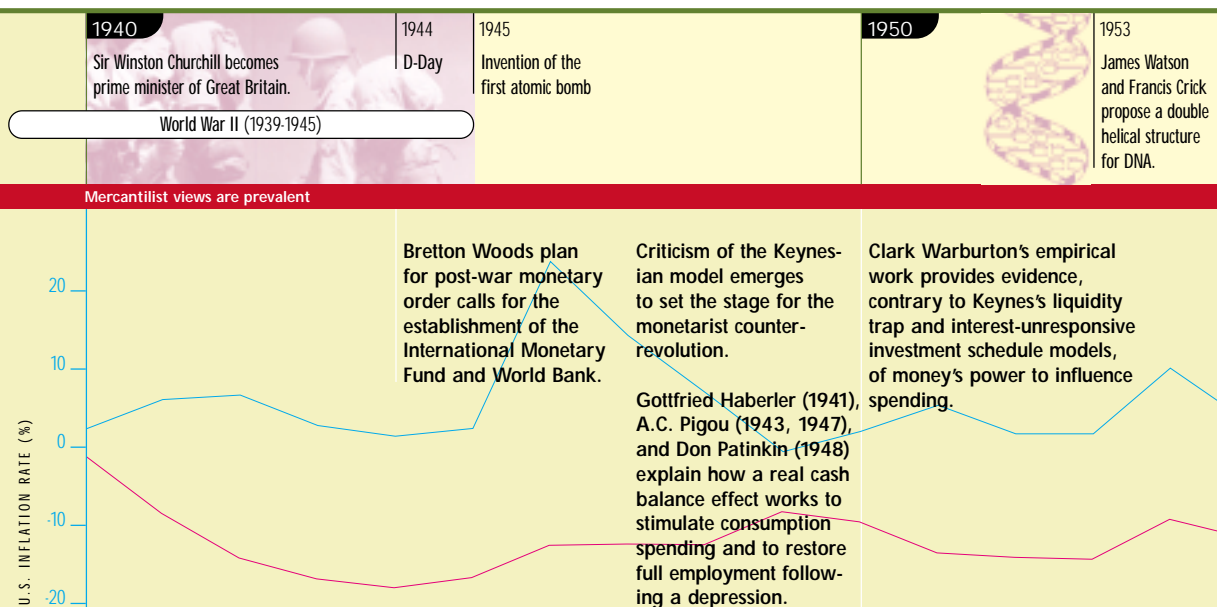 1940
Sir Winston Churchill becomes
prime minister of Great Britain.
1944
D-Day
1945
Invention of the
first atomic bomb
World War II (1939-1945)
1950
1953
James Watson
and Francis Crick
propose a double
helical structure
for DNA.
Mercantilist views are prevalent
Bretton Woods plan
for post-war monetary
order calls for the
establishment of the
International Monetary
Fund and World Bank.
Criticism of the Keynes-
ian model emerges
to set the stage for the
monetarist counter-
revolution.
Gottfried Haberler (1941),
A.C. Pigou (1943, 1947),
and Don Patinkin (1948)
explain how a real cash
balance effect works to
stimulate consumption
spending and to restore
full employment follow-
ing a depression.
Clark Warburton's empirical
work provides evidence,
contrary to Keynes's liquidity
trap and interest-unresponsive
investment schedule models,
of money's power to influence
spending.
U.S. INFLATION RATE (%)
20
10
0
-10
-20